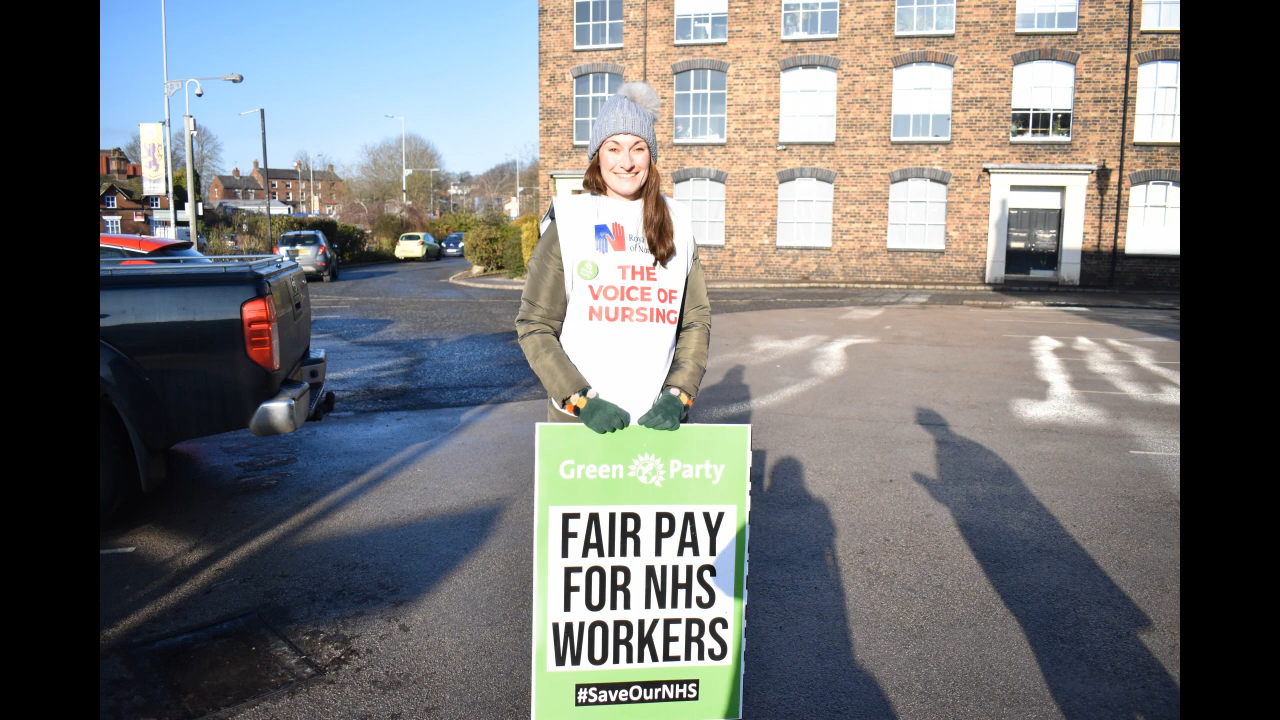 THE
VOICE OF
NURSING
Green Party
FAIR PAY
FOR NHS
WORKERS
#SaveOurNHS